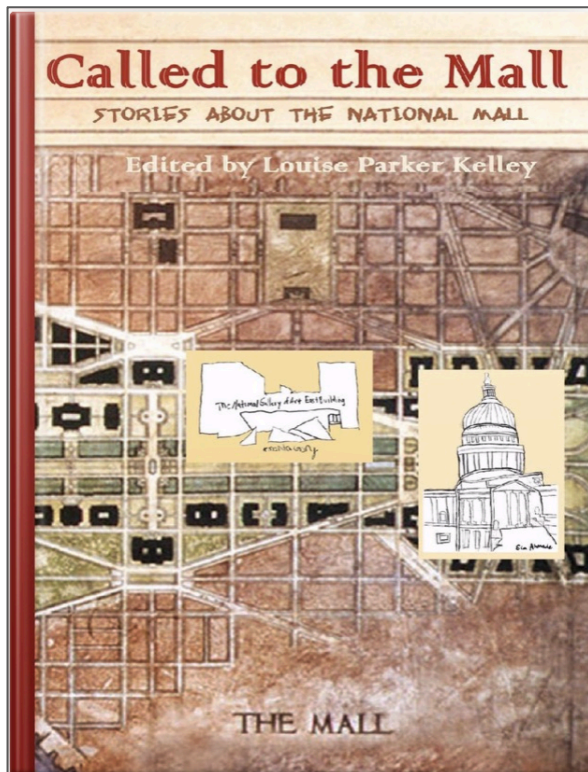 Called to the Mall
STORIES ABOUT THE NATIONAL MALL
Edited by Louise Parker Kelley
The National Gallery of Art East Building
THE MALL